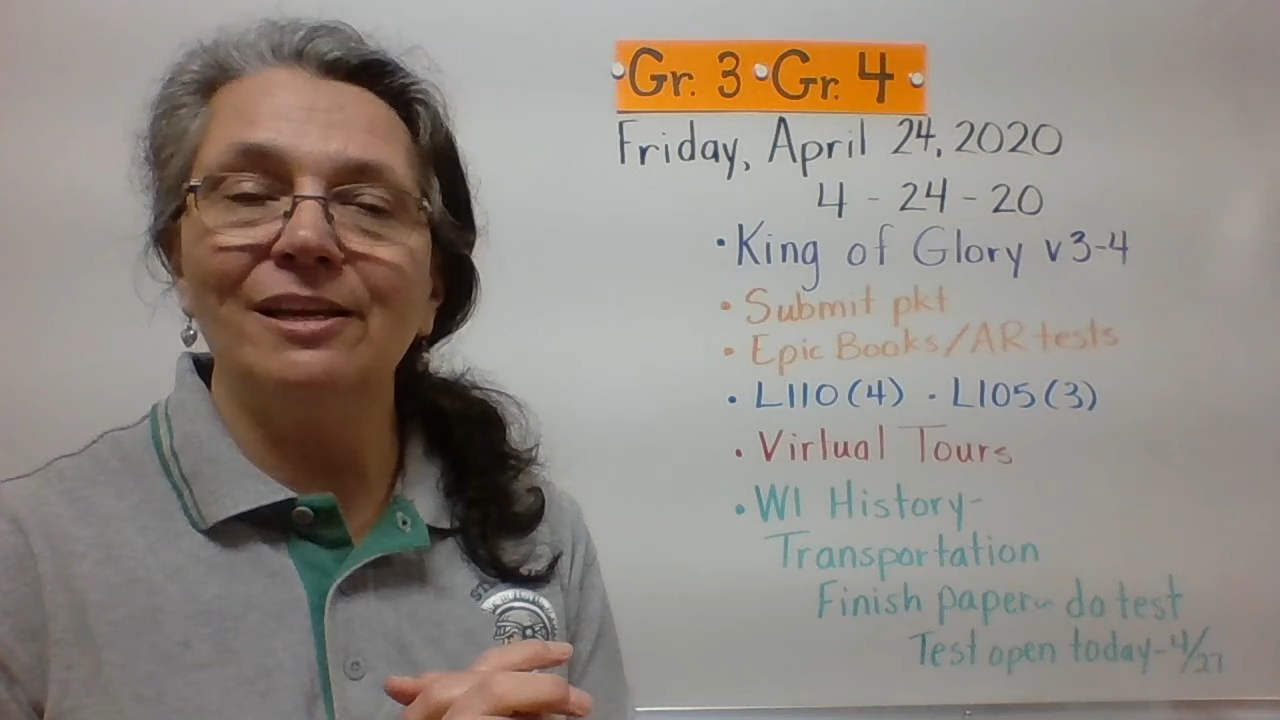 Gr. 3 • Gr. 4
Friday, April 24, 2020
4 - 24 - 20
• King of Glory v3-4
• Submit pkt
• Epic Books/AR tests
• L110(4) • L105(3)
• Virtual Tours
• WI History-
Transportation
Finish paper~ do test
Test open today-4/27